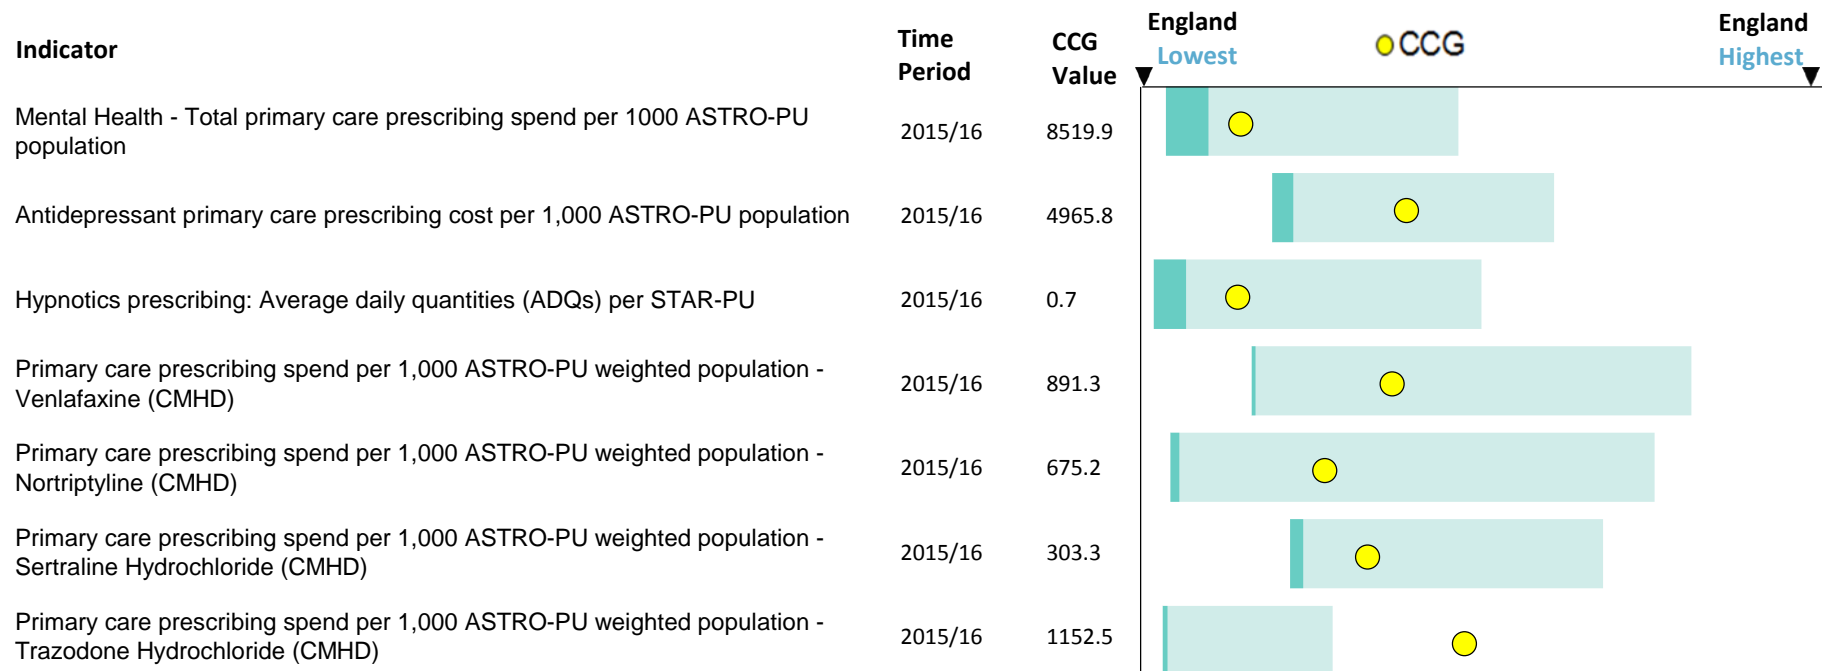 Indicator
Time Period
CCG Value
England Lowest
CCG
England Highest
Mental Health - Total primary care prescribing spend per 1000 ASTRO-PU
population
2015/16
8519.9
Antidepressant primary care prescribing cost per 1,000 ASTRO-PU population
2015/16
4965.8
Hypnotics prescribing: Average daily quantities (ADQs) per STAR-PU
2015/16
0.7
Primary care prescribing spend per 1,000 ASTRO-PU weighted population -
Venlafaxine (CMHD)
2015/16
891.3
Primary care prescribing spend per 1,000 ASTRO-PU weighted population -
Nortriptyline (CMHD)
2015/16
675.2
Primary care prescribing spend per 1,000 ASTRO-PU weighted population -
Sertraline Hydrochloride (CMHD)
2015/16
303.3
Primary care prescribing spend per 1,000 ASTRO-PU weighted population -
Trazodone Hydrochloride (CMHD)
2015/16
1152.5